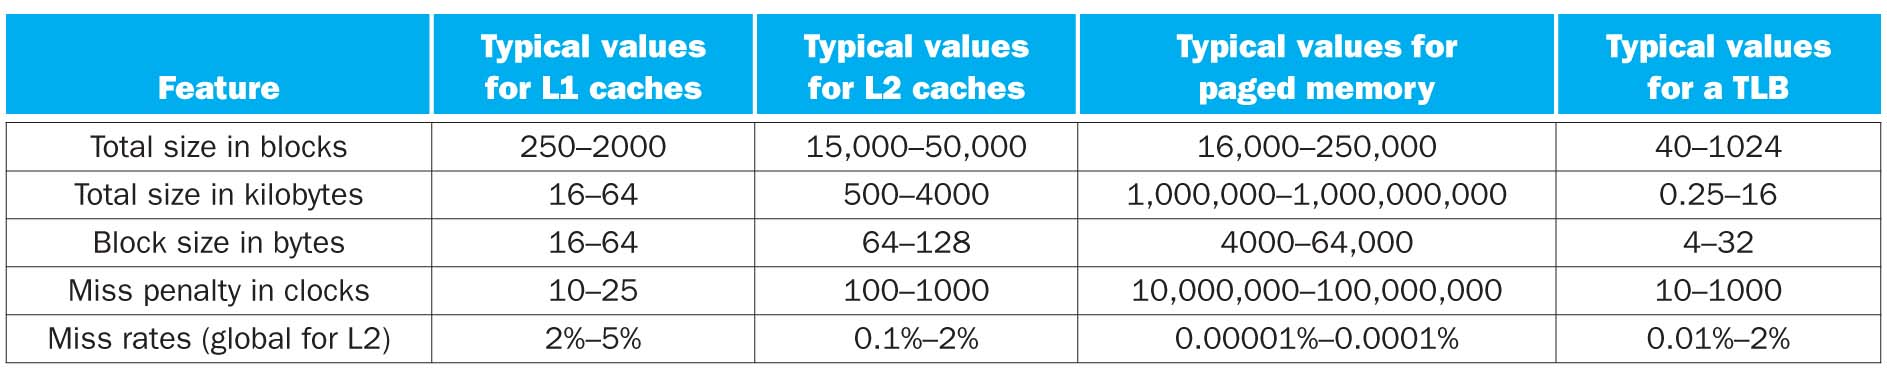 Feature
Typical values for L1 caches
Typical values for L2 caches
Typical values for paged memory
Typical values for a TLB
Total size in blocks 250–2000 15,000–50,000 16,000–250,000 40–1024
Total size in kilobytes 16–64 500–4000 1,000,000–1,000,000,000 0.25–16
Block size in bytes 16–64 64–128 4000–64,000 4–32
Miss penalty in clocks 10–25 100–1000 10,000,000–100,000,000 10–1000
Miss rates (global for L2) 2%–5% 0.1%–2% 0.00001%–0.0001% 0.01%–2%